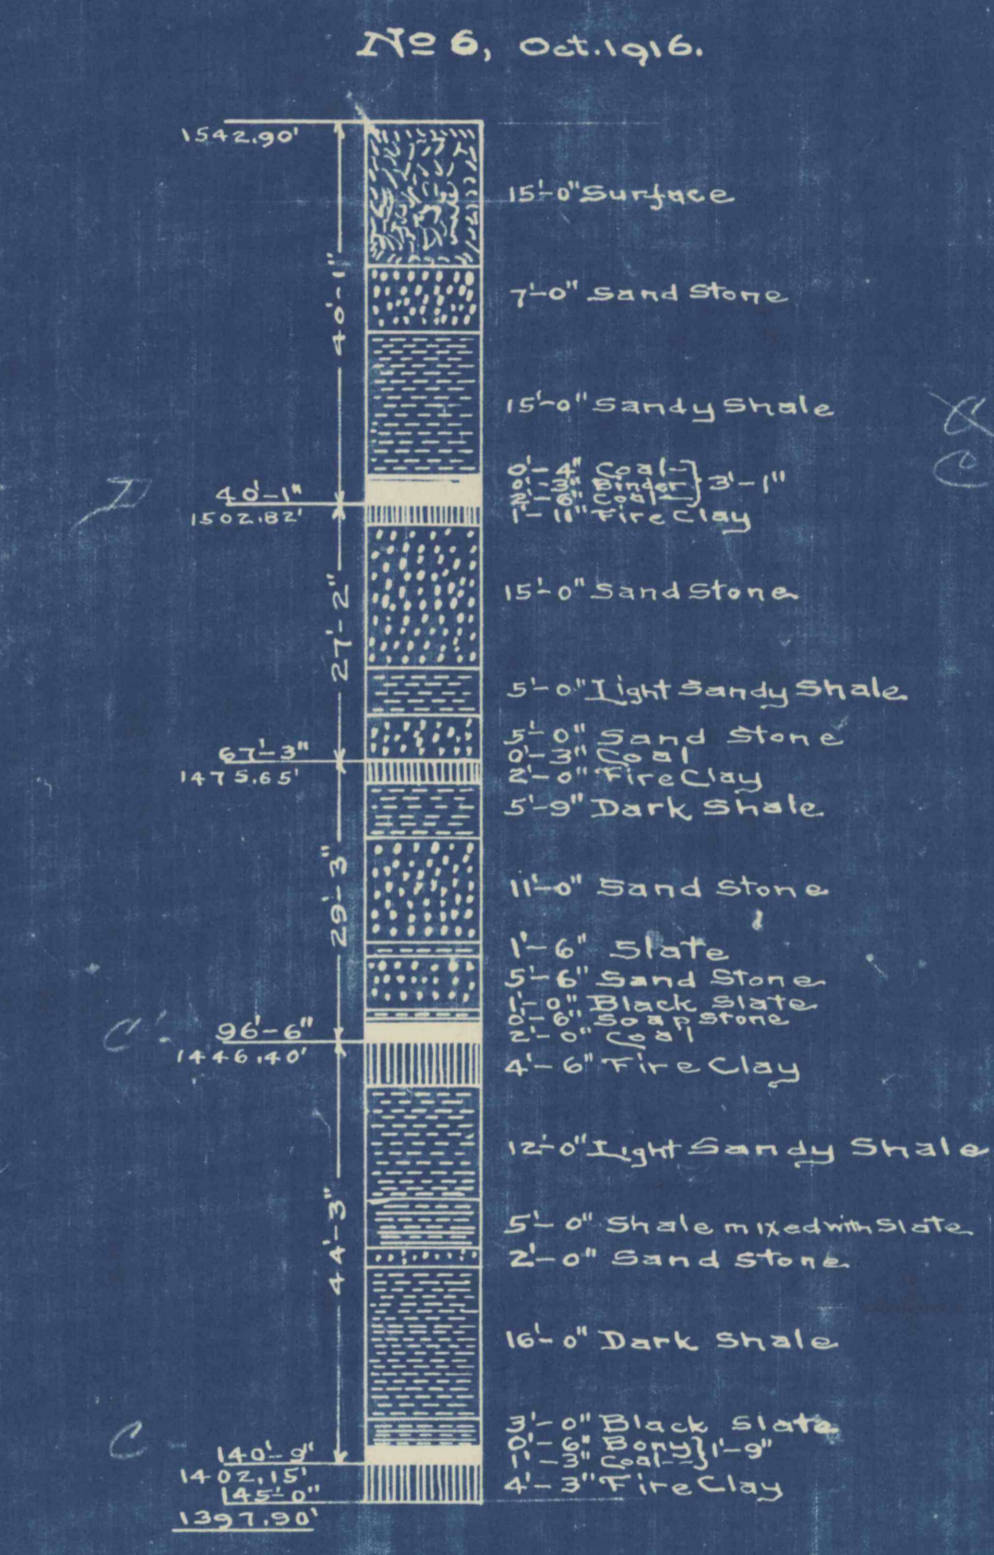 No 6, Oct. 1916.
1542.90'
15'-0" Surface
7'-0" Sand Stone
40'-1"
15'-0" Sandy Shale
0'-4" Coal
0'-3" Binder
2'-6" Coal
3'-1"
40'-1"
1502.82'
1'-11" Fire Clay
15'-0" Sand Stone
27'-2"
5'-0" Light Sandy Shale
5'-0" Sand Stone
0'-3" Coal
67'-3"
1475.65'
2'-0" Fire Clay
5'-9" Dark Shale
29'-3"
11'-0" Sand Stone
1'-6" Slate
5'-6" Sand Stone
1'-0" Black Slate
0'-6" Soap Stone
2'-0" Coal
C'
96'-6"
1446.40'
4'-6" Fire Clay
12'-0" Light Sandy Shale
44'-3"
5'-0" Shale mixed with Slate
2'-0" Sand Stone
16'-0" Dark Shale
3'-0" Black Slate
0'-6" Bony
1'-3" Coal
1'-9"
C
140'-9"
1402.15'
4'-3" Fire Clay
145'-0"
1397.90'